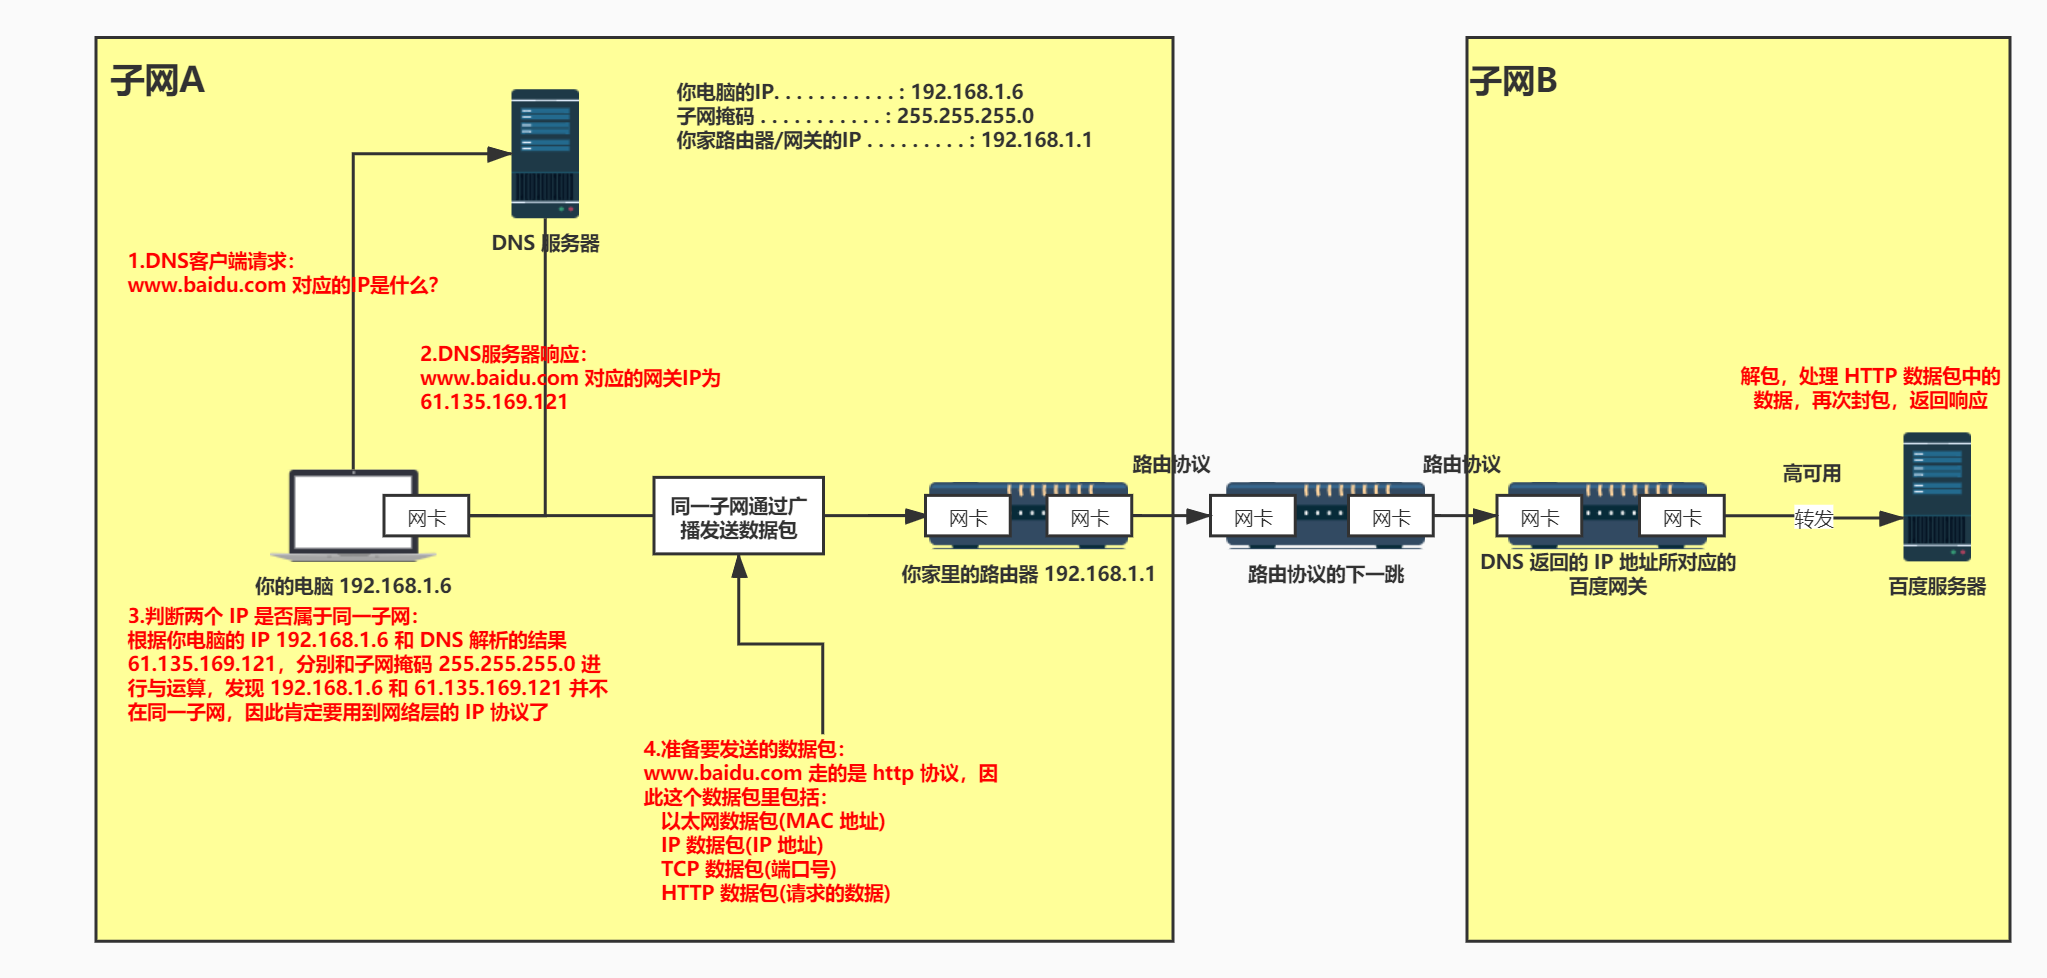 子网A
你电脑的IP. . . . . . . . . . . : 192.168.1.6
子网掩码 . . . . . . . . . . . : 255.255.255.0
你家路由器/网关的IP . . . . . . . . . : 192.168.1.1
DNS 服务器
1.DNS客户端请求：
www.baidu.com 对应的IP是什么？
2.DNS服务器响应：
www.baidu.com 对应的网关IP为
61.135.169.121
网卡
你的电脑 192.168.1.6
3.判断两个 IP 是否属于同一子网：
根据你电脑的 IP 192.168.1.6 和 DNS 解析的结果
61.135.169.121，分别和子网掩码 255.255.255.0 进
行与运算，发现 192.168.1.6 和 61.135.169.121 并不
在同一子网，因此肯定要用到网络层的 IP 协议了
同一子网通过广
播发送数据包
4.准备要发送的数据包：
www.baidu.com 走的是 http 协议，因
此这个数据包里包括：
以太网数据包(MAC 地址)
IP 数据包(IP 地址)
TCP 数据包(端口号)
HTTP 数据包(请求的数据)
网卡
网卡
你家里的路由器 192.168.1.1
路由协议
网卡
网卡
路由协议的下一跳
路由协议
子网B
网卡
网卡
DNS 返回的 IP 地址所对应的
百度网关
高可用
转发
解包，处理 HTTP 数据包中的
数据，再次封包，返回响应
百度服务器